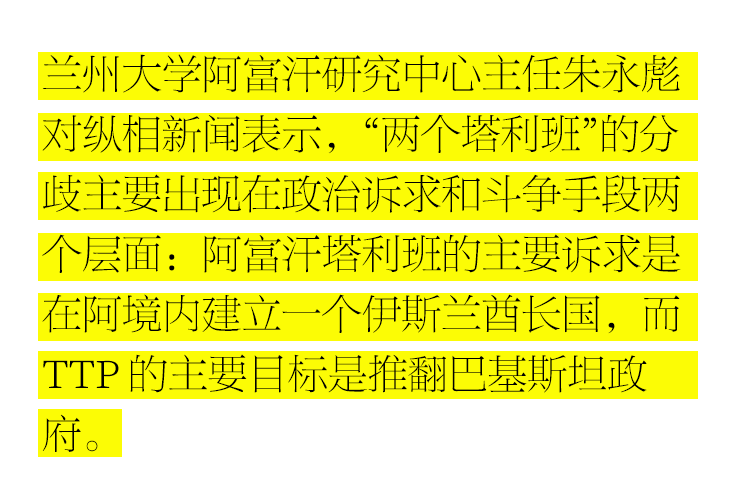 兰州大学阿富汗研究中心主任朱永彪
对纵相新闻表示，“两个塔利班”的分
歧主要出现在政治诉求和斗争手段两
个层面：阿富汗塔利班的主要诉求是
在阿境内建立一个伊斯兰酋长国，而
TTP 的主要目标是推翻巴基斯坦政
府。